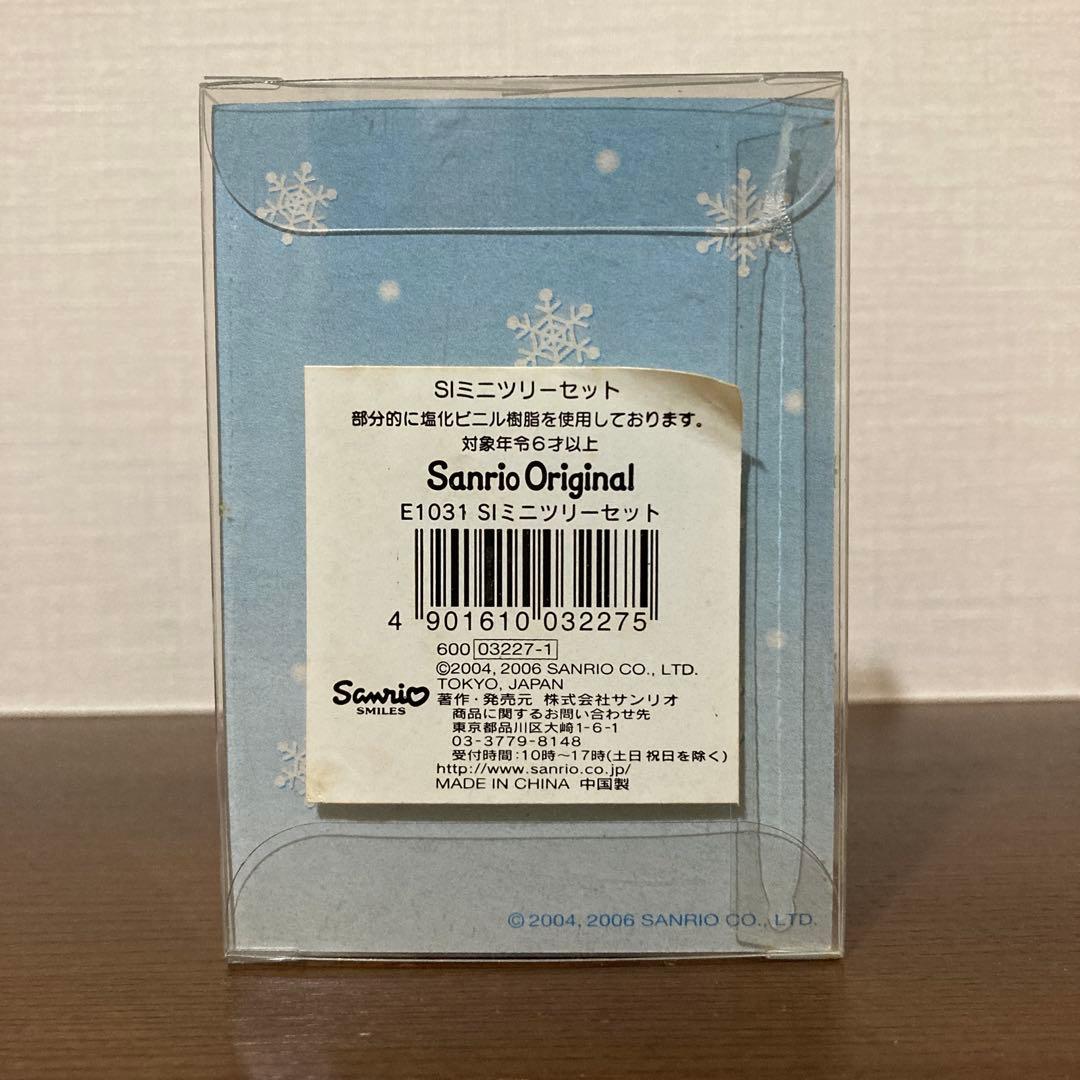 SIミニツリーセット
部分的に塩化ビニル樹脂を使用しております。
対象年令6才以上
Sanrio Original
E1031 SIミニツリーセット
4 901610 032275
600 03227-1
©2004, 2006 SANRIO CO., LTD.
TOKYO, JAPAN
Sanrio
SMILES
著作・発売元 株式会社サンリオ
商品に関するお問い合わせ先
東京都品川区大崎1-6-1
03-3779-8148
受付時間:10時〜17時(土日祝日を除く)
http://www.sanrio.co.jp/
MADE IN CHINA 中国製
©2004, 2006 SANRIO CO., LTD.